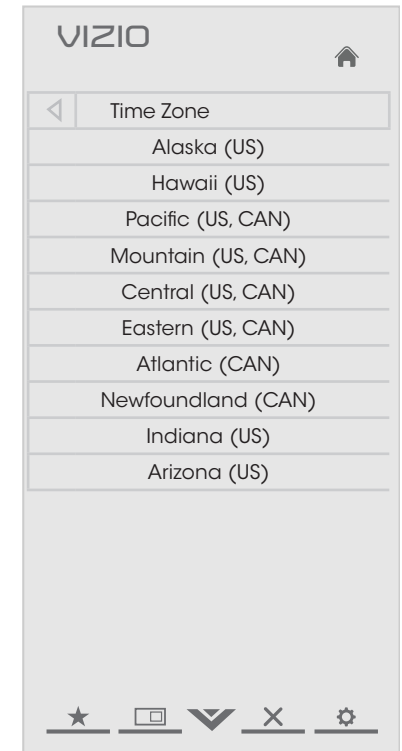 VIZIO
Time Zone
Alaska (US)
Hawaii (US)
Pacific (US, CAN)
Mountain (US, CAN)
Central (US, CAN)
Eastern (US, CAN)
Atlantic (CAN)
Newfoundland (CAN)
Indiana (US)
Arizona (US)